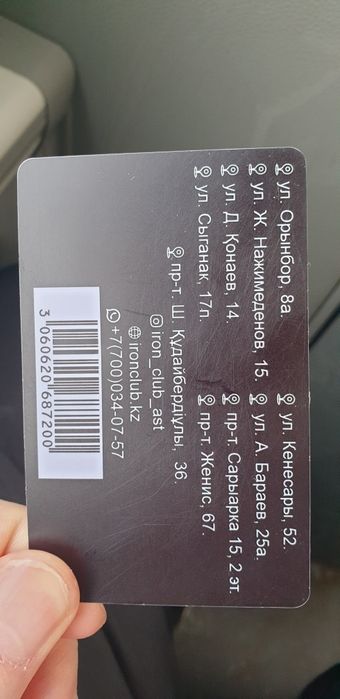 ул. Орынбор, 8а.
ул. Ж. Нажимеденов, 15.
ул. Д. Қонаев, 14.
ул. Сыганак, 17п.
ул. Кенесары, 52.
ул. А. Бараев, 25а.
пр-т. Сарыарка 15, 2 эт.
пр-т. Женис, 67.
пр-т. Ш. Құдайбердіұлы, 36.
iron_club_ast
ironclub.kz
+7(700)034-07-57
3 060620 687200